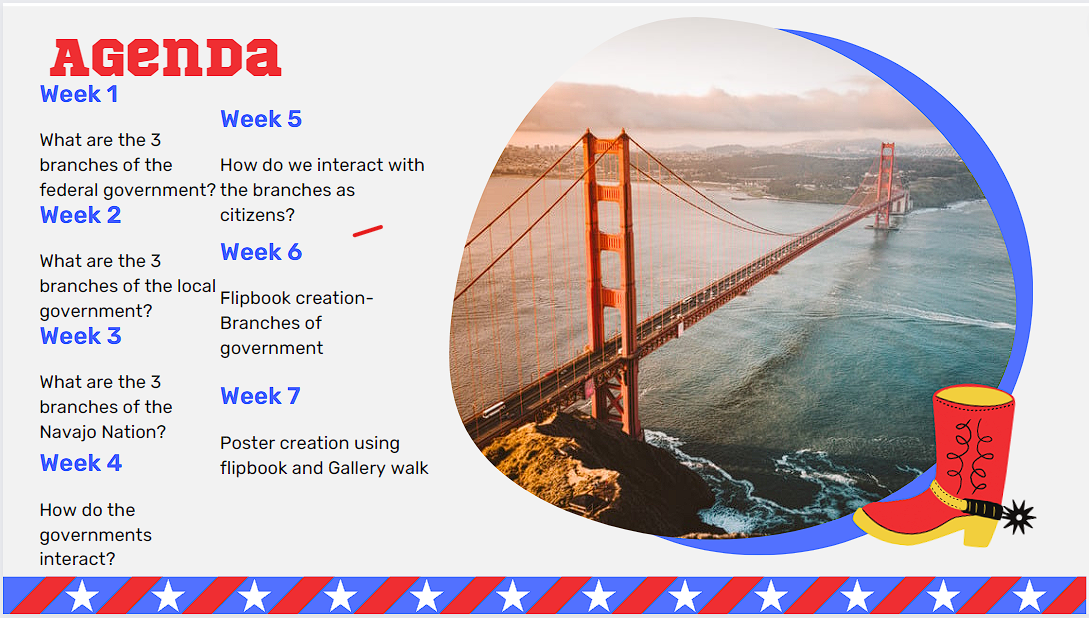 Agenda
Week 1
What are the 3
branches of the
federal government?
Week 2
What are the 3
branches of the local
government?
Week 3
What are the 3
branches of the
Navajo Nation?
Week 4
How do the
governments
interact?
Week 5
How do we interact with
the branches as
citizens?
Week 6
Flipbook creation-
Branches of
government
Week 7
Poster creation using
flipbook and Gallery walk